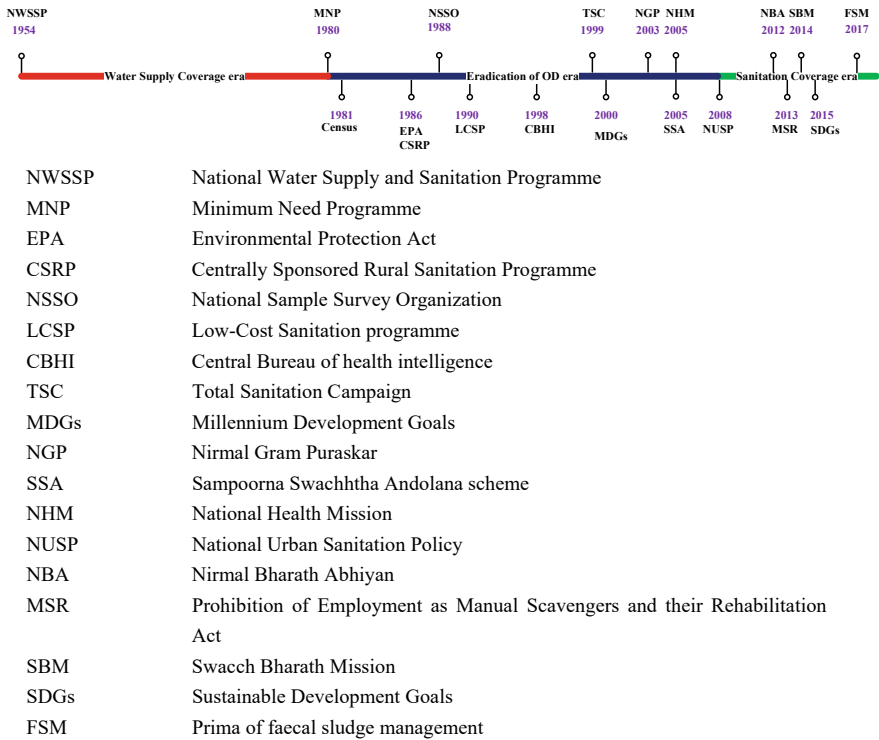 NWSSP MNP NSSO TSC NGP NHM NBA SBM FSM
1954 1980 1988 1999 2003 2005 2012 2014 2017
Water Supply Coverage era Eradication of OD era Sanitation Coverage era
1981 1986 1990 1998 2000 2005 2008 2013 2015
Census EPA LCSP CBHI MDGs SSA NUSP MSR SDGs
CSRP
NWSSP National Water Supply and Sanitation Programme
MNP Minimum Need Programme
EPA Environmental Protection Act
CSRP Centrally Sponsored Rural Sanitation Programme
NSSO National Sample Survey Organization
LCSP Low-Cost Sanitation programme
CBHI Central Bureau of health intelligence
TSC Total Sanitation Campaign
MDGs Millennium Development Goals
NGP Nirmal Gram Puraskar
SSA Sampoorna Swachhtha Andolana scheme
NHM National Health Mission
NUSP National Urban Sanitation Policy
NBA Nirmal Bharath Abhiyan
MSR Prohibition of Employment as Manual Scavengers and their Rehabilitation
Act
SBM Swacch Bharath Mission
SDGs Sustainable Development Goals
FSM Prima of faecal sludge management